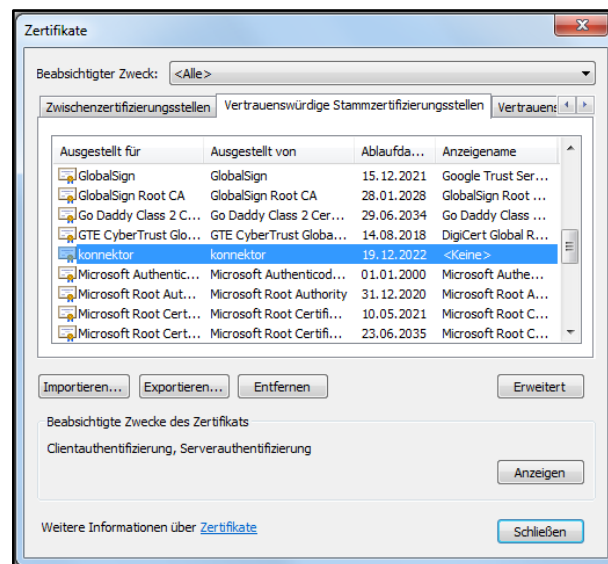 Zertifikate
Beabsichtigter Zweck: <Alle>
Zwischenzertifizierungsstellen Vertrauenswürdige Stammzertifizierungsstellen Vertrauens
Ausgestellt für Ausgestellt von Ablaufda... Anzeigename
GlobalSign GlobalSign 15.12.2021 Google Trust Ser...
GlobalSign Root CA GlobalSign Root CA 28.01.2028 GlobalSign Root ...
Go Daddy Class 2 C... Go Daddy Class 2 Cer... 29.06.2034 Go Daddy Class ...
GTE CyberTrust Glo... GTE CyberTrust Globa... 14.08.2018 DigiCert Global R...
konnektor konnektor 19.12.2022 <Keine>
Microsoft Authentic... Microsoft Authenticod... 01.01.2000 Microsoft Authe...
Microsoft Root Aut... Microsoft Root Authority 31.12.2020 Microsoft Root A...
Microsoft Root Cert... Microsoft Root Certifi... 10.05.2021 Microsoft Root C...
Microsoft Root Cert... Microsoft Root Certifi... 23.06.2035 Microsoft Root C...
Importieren... Exportieren... Entfernen Erweitert
Beabsichtigte Zwecke des Zertifikats
Clientauthentifizierung, Serverauthentifizierung
Anzeigen
Weitere Informationen über Zertifikate
Schließen